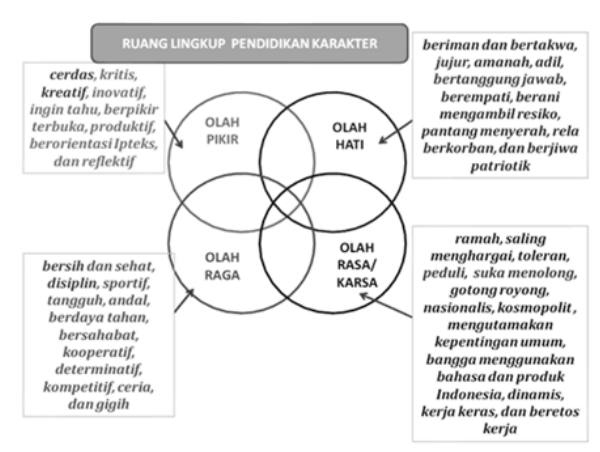 RUANG LINGKUP PENDIDIKAN KARAKTER
cerdas, kritis,
kreatif, inovatif,
ingin tahu, berpikir
terbuka, produktif,
berorientasi Ipteks,
dan reflektif
beriman dan bertakwa,
jujur, amanah, adil,
bertanggung jawab,
berempati, berani
mengambil resiko,
pantang menyerah, rela
berkorban, dan berjiwa
patriotik
OLAH
PIKIR
OLAH
HATI
OLAH
RAGA
OLAH
RASA/
KARSA
bersih dan sehat,
disiplin, sportif,
tangguh, andal,
berdaya tahan,
bersahabat,
kooperatif,
determinatif,
kompetitif, ceria,
dan gigih
ramah, saling
menghargai, toleran,
peduli, suka menolong,
gotong royong,
nasionalis, kosmopolit ,
mengutamakan
kepentingan umum,
bangga menggunakan
bahasa dan produk
Indonesia, dinamis,
kerja keras, dan beretos
kerja